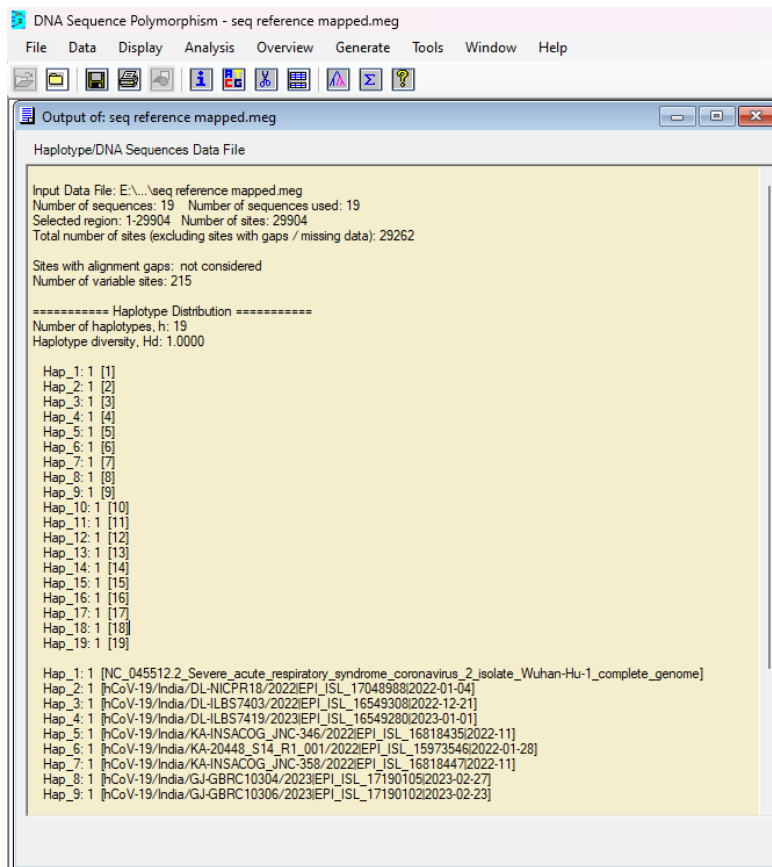 DNA Sequence Polymorphism - seq reference mapped.meg
File Data Display Analysis Overview Generate Tools Window Help
Output of: seq reference mapped.meg
Haplotype/DNA Sequences Data File
Input Data File: E:\...\seq reference mapped.meg
Number of sequences: 19 Number of sequences used: 19
Selected region: 1-29904 Number of sites: 29904
Total number of sites (excluding sites with gaps / missing data): 29262
Sites with alignment gaps: not considered
Number of variable sites: 215
=========== Haplotype Distribution ===========
Number of haplotypes, h: 19
Haplotype diversity, Hd: 1.0000
Hap_1: 1 [1]
Hap_2: 1 [2]
Hap_3: 1 [3]
Hap_4: 1 [4]
Hap_5: 1 [5]
Hap_6: 1 [6]
Hap_7: 1 [7]
Hap_8: 1 [8]
Hap_9: 1 [9]
Hap_10: 1 [10]
Hap_11: 1 [11]
Hap_12: 1 [12]
Hap_13: 1 [13]
Hap_14: 1 [14]
Hap_15: 1 [15]
Hap_16: 1 [16]
Hap_17: 1 [17]
Hap_18: 1 [18]
Hap_19: 1 [19]
Hap_1: 1 [NC_045512.2_Severe_acute_respiratory_syndrome_coronavirus_2_isolate_Wuhan-Hu-1_complete_genome]
Hap_2: 1 [hCoV-19/India/DL-NICPR18/2022|EPI_ISL_17048988|2022-01-04]
Hap_3: 1 [hCoV-19/India/DL-ILBS7403/2022|EPI_ISL_16549308|2022-12-21]
Hap_4: 1 [hCoV-19/India/DL-ILBS7419/2023|EPI_ISL_16549280|2023-01-01]
Hap_5: 1 [hCoV-19/India/KA-INSACOG_JNC-346/2022|EPI_ISL_16818435|2022-11]
Hap_6: 1 [hCoV-19/India/KA-20448_S14_R1_001/2022|EPI_ISL_15973546|2022-01-28]
Hap_7: 1 [hCoV-19/India/KA-INSACOG_JNC-358/2022|EPI_ISL_16818447|2022-11]
Hap_8: 1 [hCoV-19/India/GJ-GBRC10304/2023|EPI_ISL_17190105|2023-02-27]
Hap_9: 1 [hCoV-19/India/GJ-GBRC10306/2023|EPI_ISL_17190102|2023-02-23]